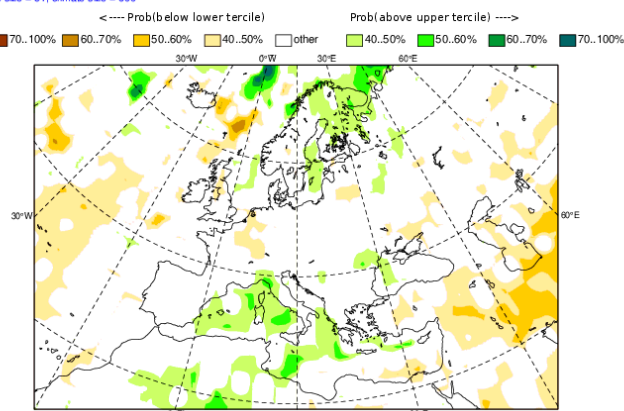 <---- Prob(below lower tercile) Prob(above upper tercile) ---->
70..100% 60..70% 50..60% 40..50% other 40..50% 50..60% 60..70% 70..100%
30°W 0°W 30°E 60°E
30°W 60°E